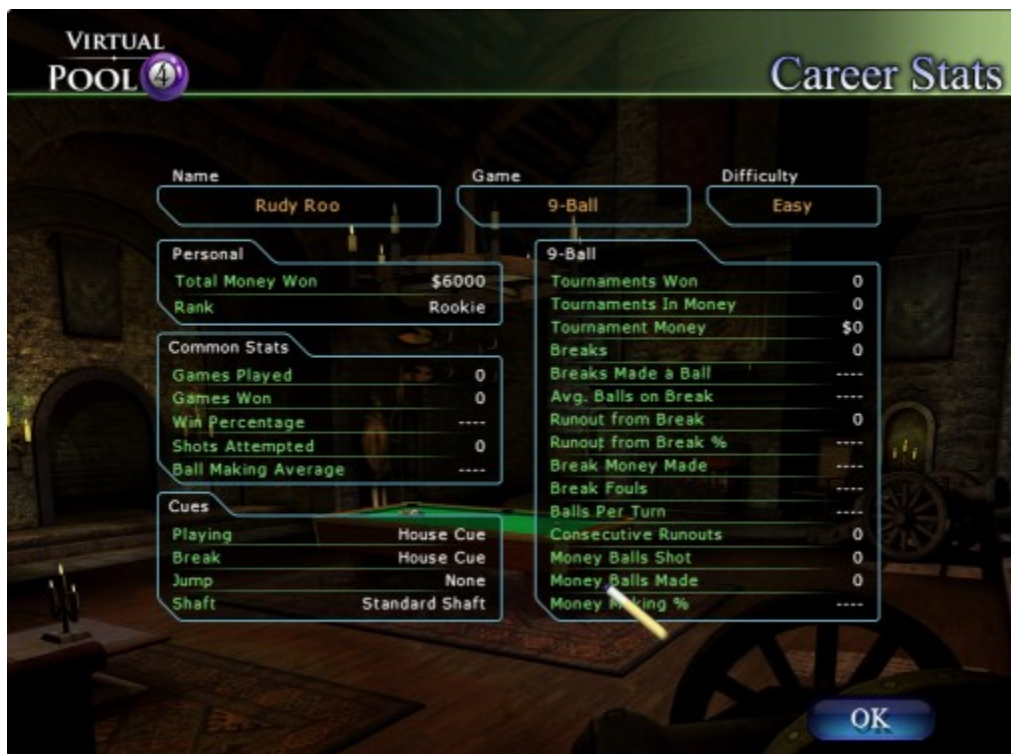 VIRTUAL
POOL 4
Career Stats
Name
Game
Difficulty
Rudy Roo
9-Ball
Easy
Personal
Total Money Won $6000
Rank Rookie
Common Stats
Games Played 0
Games Won 0
Win Percentage ----
Shots Attempted 0
Ball Making Average ----
Cues
Playing House Cue
Break House Cue
Jump None
Shaft Standard Shaft
9-Ball
Tournaments Won 0
Tournaments In Money 0
Tournament Money $0
Breaks 0
Breaks Made a Ball ----
Avg. Balls on Break ----
Runout from Break 0
Runout from Break % ----
Break Money Made ----
Break Fouls ----
Balls Per Turn ----
Consecutive Runouts 0
Money Balls Shot 0
Money Balls Made 0
Money Making % ----
OK